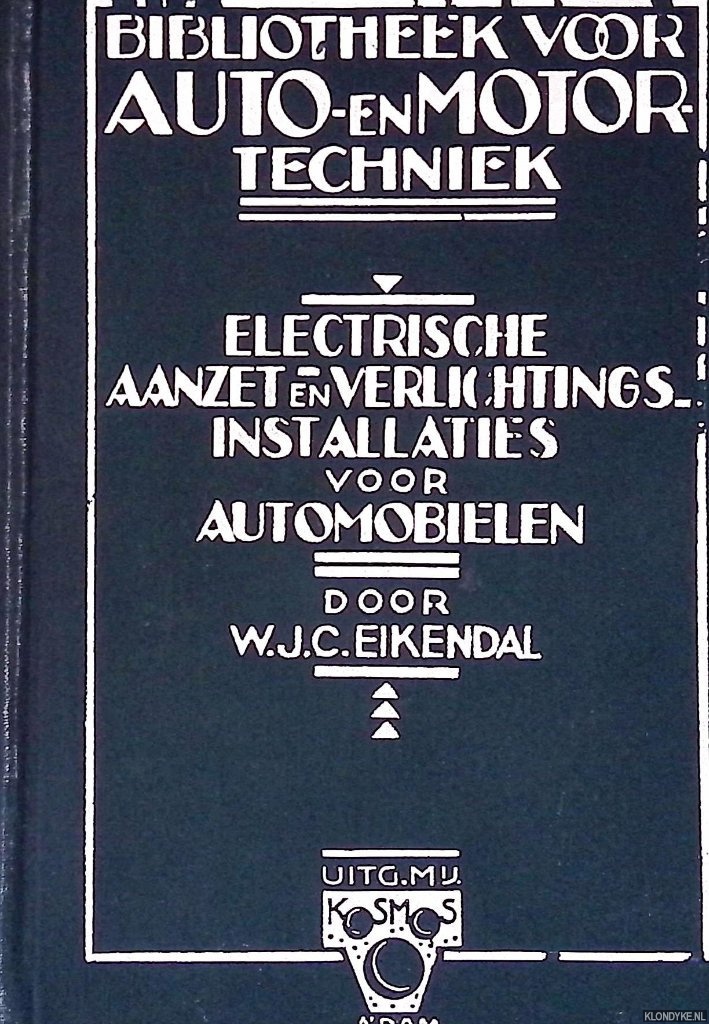 BIBLIOTHEEK VOOR
AUTO-EN MOTOR-
TECHNIEK
ELECTRISCHE
AANZET EN VERLICHTINGS-
INSTALLATIES
VOOR
AUTOMOBIELEN
DOOR
W.J.C. EIKENDAL
UITG. MIJ.
KOSMOS
A'DAM
KLONDYKE.NL